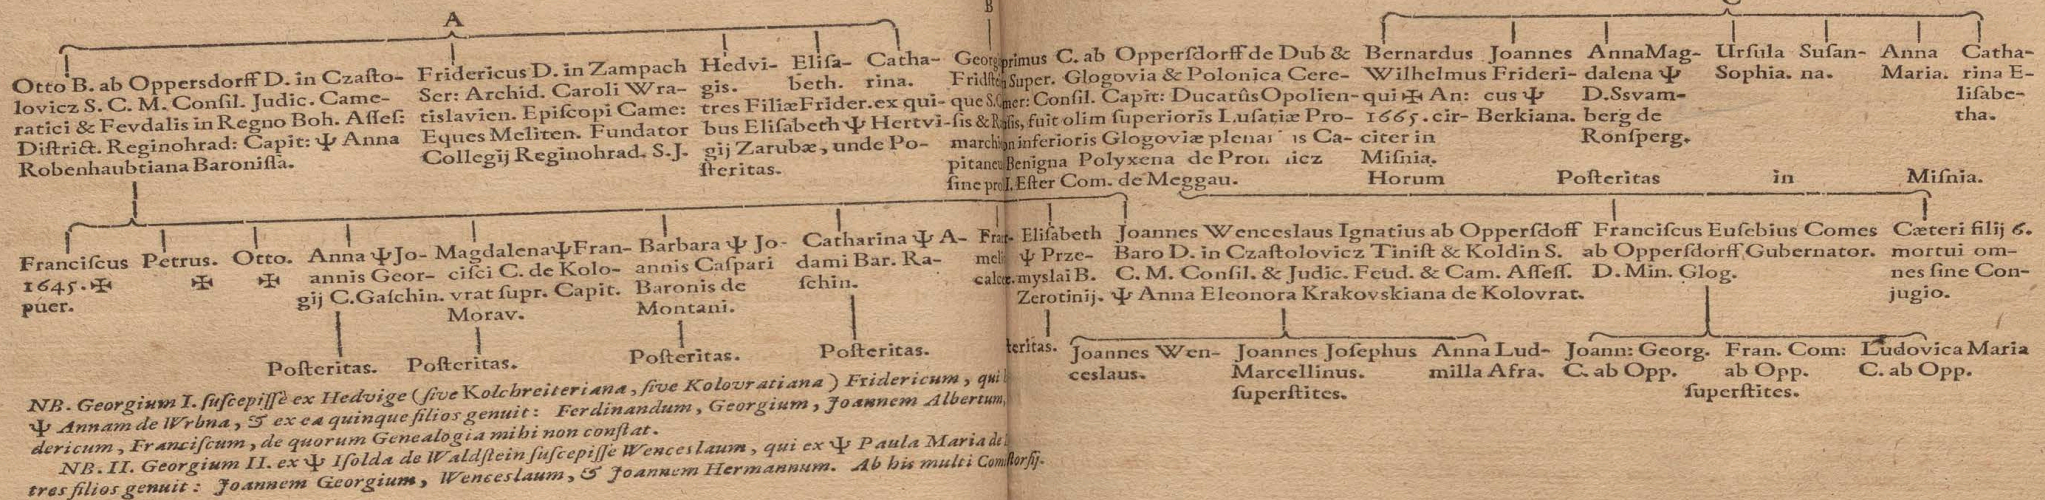 A
B
Otto B. ab Oppersdorff D. in Czaſto-
lovicz S. C. M. Conſil. Judic. Came-
ratici & Fevdalis in Regno Boh. Aſſeſ:
Diſtrict. Reginohrad: Capit: Ψ Anna
Robenhaubtiana Baroniſſa.
Fridericus D. in Zampach
Ser: Archid. Caroli Wra-
tislavien. Epiſcopi Came:
Eques Meliten. Fundator
Collegij Reginohrad. S.J.
Hedvi-
gis.
Eliſa-
beth.
Catha-
rina.
tres Filiæ Frider. ex qui-
bus Eliſabeth Ψ Hertvi-
gij Zarubæ, unde Po-
ſteritas.
primus C. ab Oppersſdorff de Dub &
Super. Glogovia & Polonica Cere-
Conſil. Capit: Ducatûs Opolien-
fuit olim ſuperioris Luſatiæ Pro-
inferioris Glogoviæ Ca-
Benigna Polyxena de
ſine
Eſter Com. de Meggau.
Bernardus
Wilhelmus
qui ✠ An:
1665. cir-
citer in
Miſnia.
Joannes
Frideri-
cus Ψ
Berkiana.
Anna Mag-
dalena Ψ
D. Ssvam-
berg de
Ronſperg.
Urſula
Sophia.
Suſan-
na.
Anna
Maria.
Catha-
rina E-
liſabe-
tha.
Horum Poſteritas in Miſnia.
Franciſcus
1645. ✠
puer.
Petrus.
✠
Otto.
✠
Anna Ψ Jo-
annis Geor-
gij C. Gaſchin.
Magdalena Ψ Fran-
ciſci C. de Kolo-
vrat ſupr. Capit.
Morav.
Barbara Ψ Jo-
annis Caſpari
Baronis de
Montani.
Catharina Ψ A-
dami Bar. Ra-
ſchin.
Eliſabeth
Ψ Prze-
myslai B.
Zerotinij.
Joannes Wenceslaus Ignatius ab Opperſdoff
Baro D. in Czaſtolovicz Tiniſt & Koldin S.
C. M. Conſil. & Judic. Feud. & Cam. Aſſeſſ.
Ψ Anna Eleonora Krakovskiana de Kolovrat.
Franciſcus Euſebius Comes
ab Opperſdorff Gubernator.
D. Min. Glog.
Cæteri filij 6.
mortui om-
nes ſine Con-
jugio.
Poſteritas.
Poſteritas.
Poſteritas.
Poſteritas.
Joannes Wen-
ceslaus.
Joannes Joſephus
Marcellinus.
ſuperſtites.
Anna Lud-
milla Afra.
Joann: Georg.
C. ab Opp.
Fran. Com:
ab Opp.
ſuperſtites.
Ludovica Maria
C. ab Opp.
NB. Georgium I. ſuſcepiſſe ex Hedvige (ſive Kolchreiteriana, ſive Kolovratiana) Fridericum, qui
Ψ Annam de Wrbna, & ex ea quinque filios genuit: Ferdinandum, Georgium, Joannem Albertum,
dericum, Franciſcum, de quorum Genealogia mihi non conſtat.
NB. II. Georgium II. ex Ψ Iſolda de Waldſtein ſuſcepiſſe Wenceslaum, qui ex Ψ Paula Maria de
tres filios genuit: Joannem Georgium, Wenceslaum, & Joannem Hermannum. Ab his multi